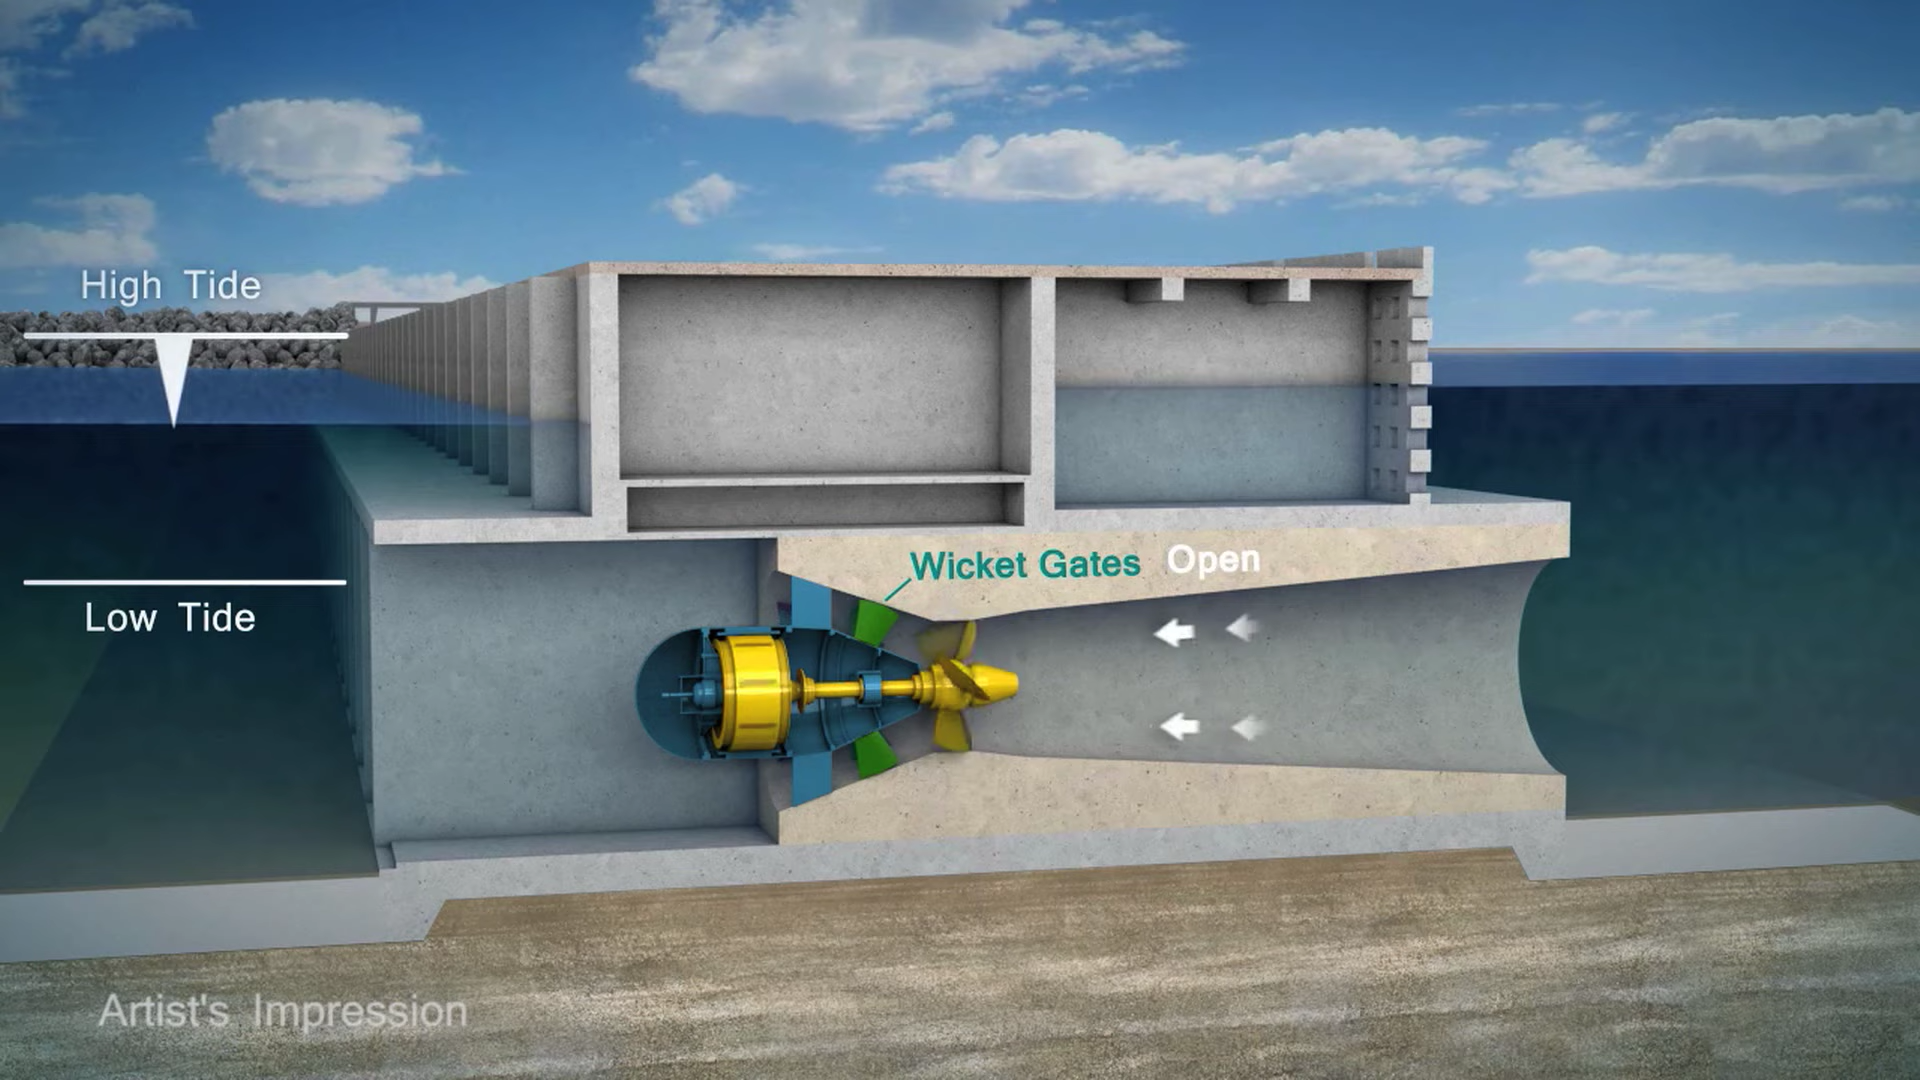 High Tide
Wicket Gates Open
Low Tide
Artist's Impression